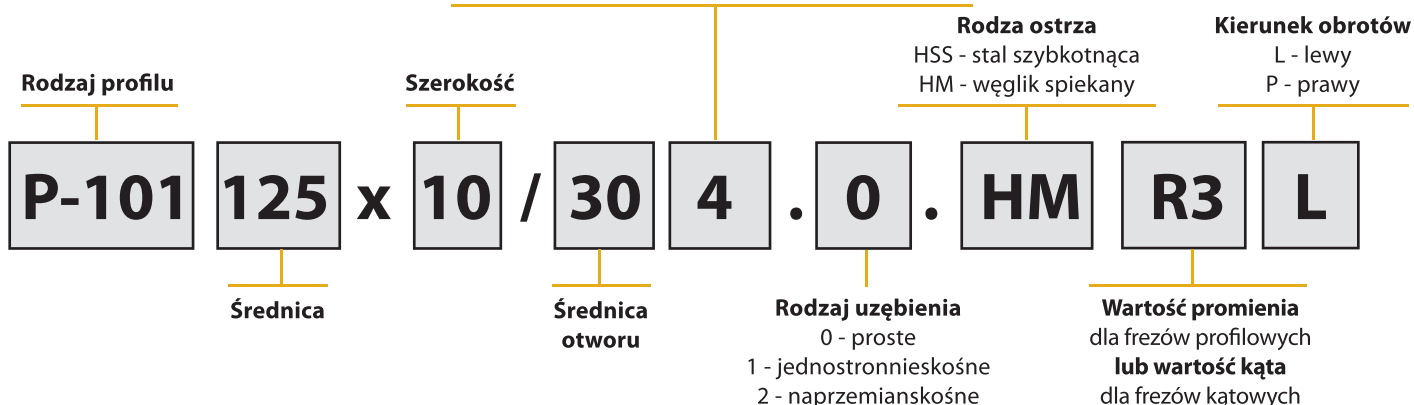 Rodza ostrza
HSS - stal szybkotnąca
HM - węglik spiekany
Kierunek obrotów
L - lewy
P - prawy
Rodzaj profilu
Szerokość
P-101 125 x 10 / 30 4 . 0 . HM R3 L
Średnica
Średnica
otworu
Rodzaj uzębienia
0 - proste
1 - jednostronnieskośne
2 - naprzemianskośne
Wartość promienia
dla frezów profilowych
lub wartość kąta
dla frezów kątowych